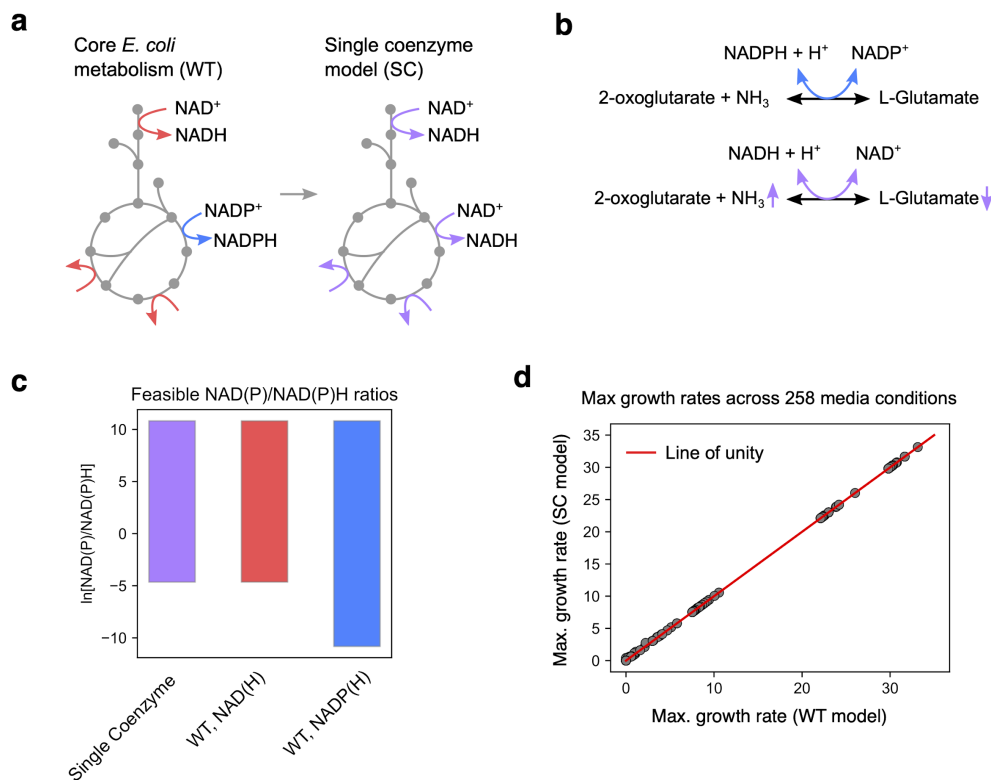 a
Core E. coli
metabolism (WT)
Single coenzyme
model (SC)
NAD⁺
NADH
NADP⁺
NADPH
NAD⁺
NADH
NAD⁺
NADH
b
NADPH + H⁺ NADP⁺
2-oxoglutarate + NH₃ L-Glutamate
NADH + H⁺ NAD⁺
2-oxoglutarate + NH₃ L-Glutamate
c
Feasible NAD(P)/NAD(P)H ratios
ln[NAD(P)/NAD(P)H]
10
5
0
−5
−10
Single Coenzyme
WT, NAD(H)
WT, NADP(H)
d
Max growth rates across 258 media conditions
Line of unity
Max. growth rate (SC model)
35
30
25
20
15
10
5
0
0 10 20 30
Max. growth rate (WT model)